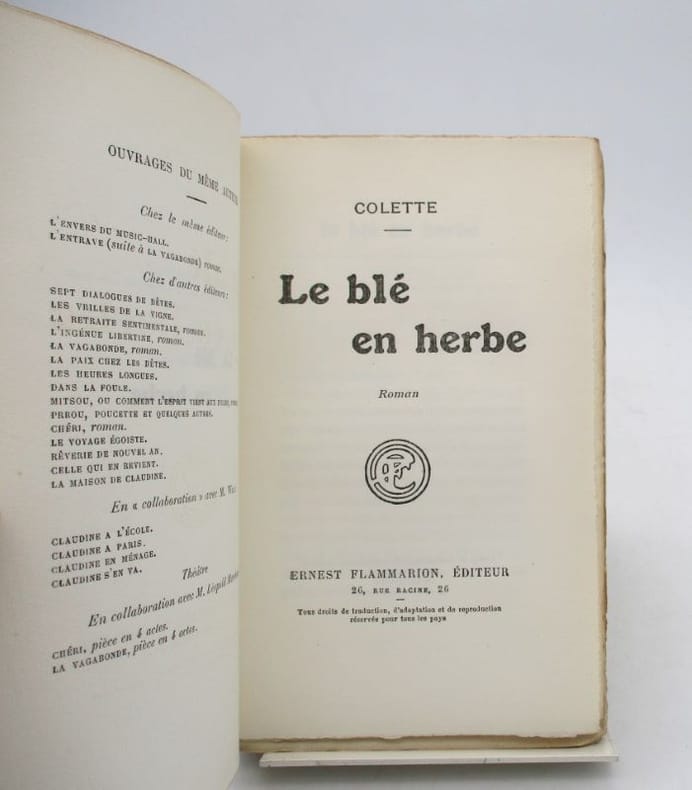 OUVRAGES DU MÊME AUTEUR
Chez le même éditeur :
L'ENVERS DU MUSIC-HALL.
L'ENTRAVE (suite à LA VAGABONDE) roman.
Chez d'autres éditeurs :
SEPT DIALOGUES DE BÊTES.
LES VRILLES DE LA VIGNE.
LA RETRAITE SENTIMENTALE, roman.
L'INGÉNUE LIBERTINE, roman.
LA VAGABONDE, roman.
LA PAIX CHEZ LES BÊTES.
LES HEURES LONGUES.
DANS LA FOULE.
MITSOU, OU COMMENT L'ESPRIT VIENT AUX FILLES,
PRROU, POUCETTE ET QUELQUES AUTRES.
CHÉRI, roman.
LE VOYAGE ÉGOISTE.
RÊVERIE DE NOUVEL AN.
CELLE QUI EN REVIENT.
LA MAISON DE CLAUDINE.
En « collaboration » avec M.
CLAUDINE A L'ÉCOLE.
CLAUDINE A PARIS.
CLAUDINE EN MÉNAGE.
CLAUDINE S'EN VA.
Théâtre
En collaboration avec M. Léopold
CHÉRI, pièce en 4 actes.
LA VAGABONDE, pièce en 4 actes.
COLETTE
Le blé
en herbe
Roman
ERNEST FLAMMARION, ÉDITEUR
26, RUE RACINE, 26
Tous droits de traduction, d'adaptation et de reproduction
réservés pour tous les pays